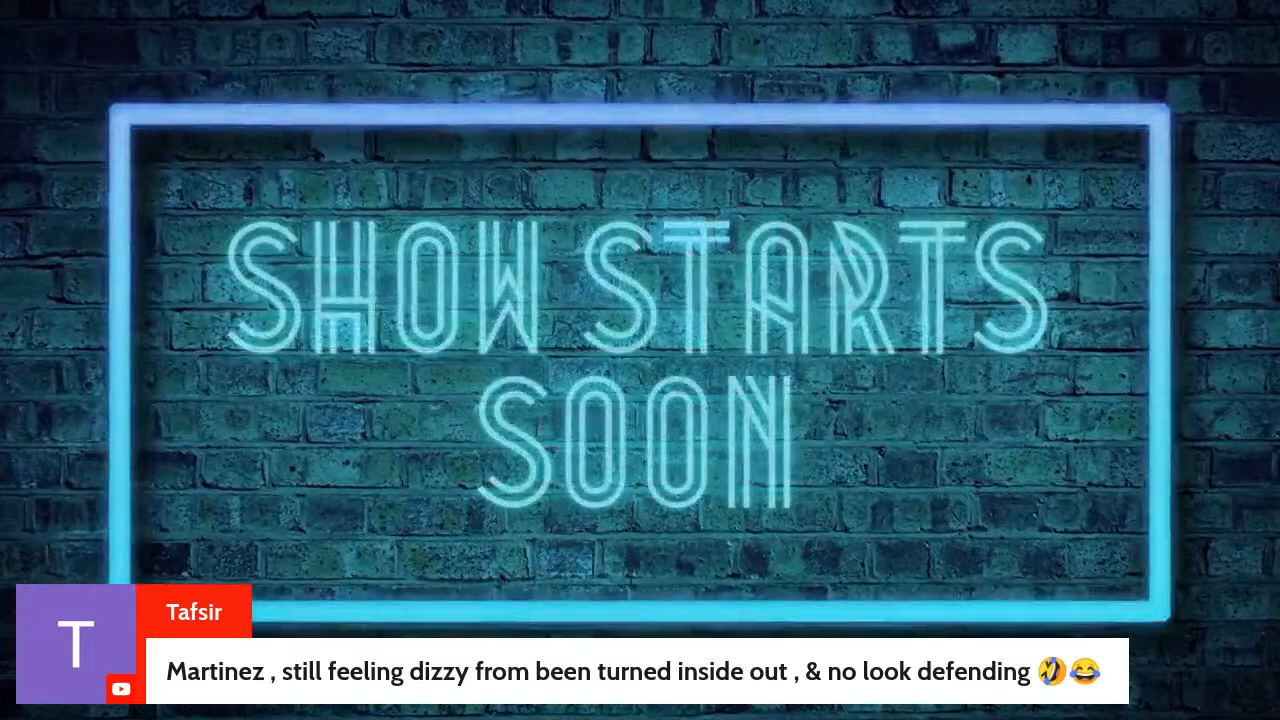 SHOW STARTS
SOON
T
Tafsir
Martinez , still feeling dizzy from been turned inside out , & no look defending 🤣😂